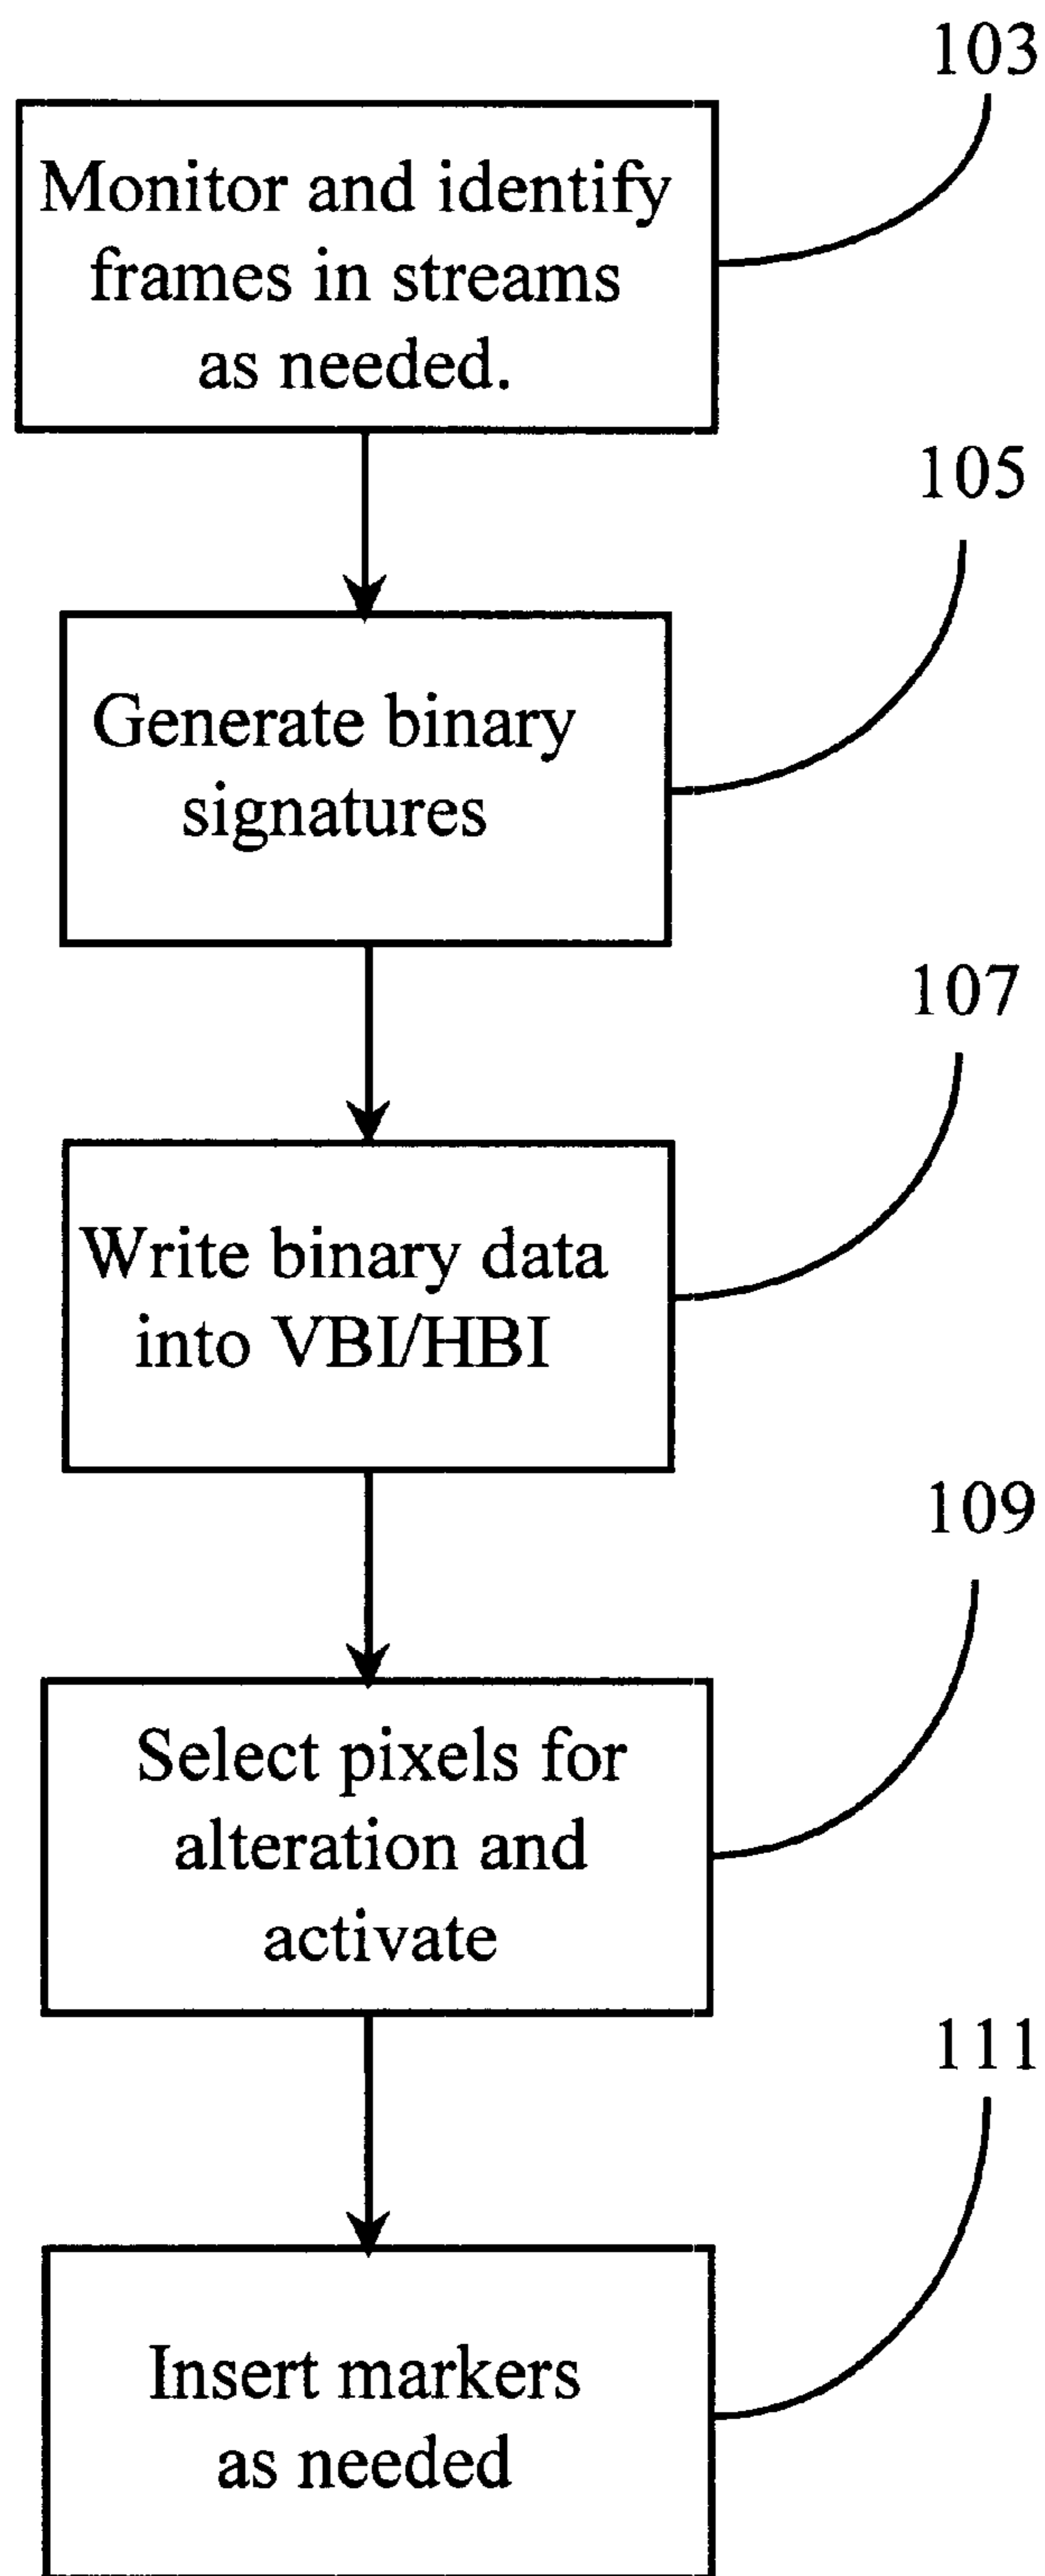 103
Monitor and identify
frames in streams
as needed.
105
Generate binary
signatures
107
Write binary data
into VBI/HBI
109
Select pixels for
alteration and
activate
111
Insert markers
as needed